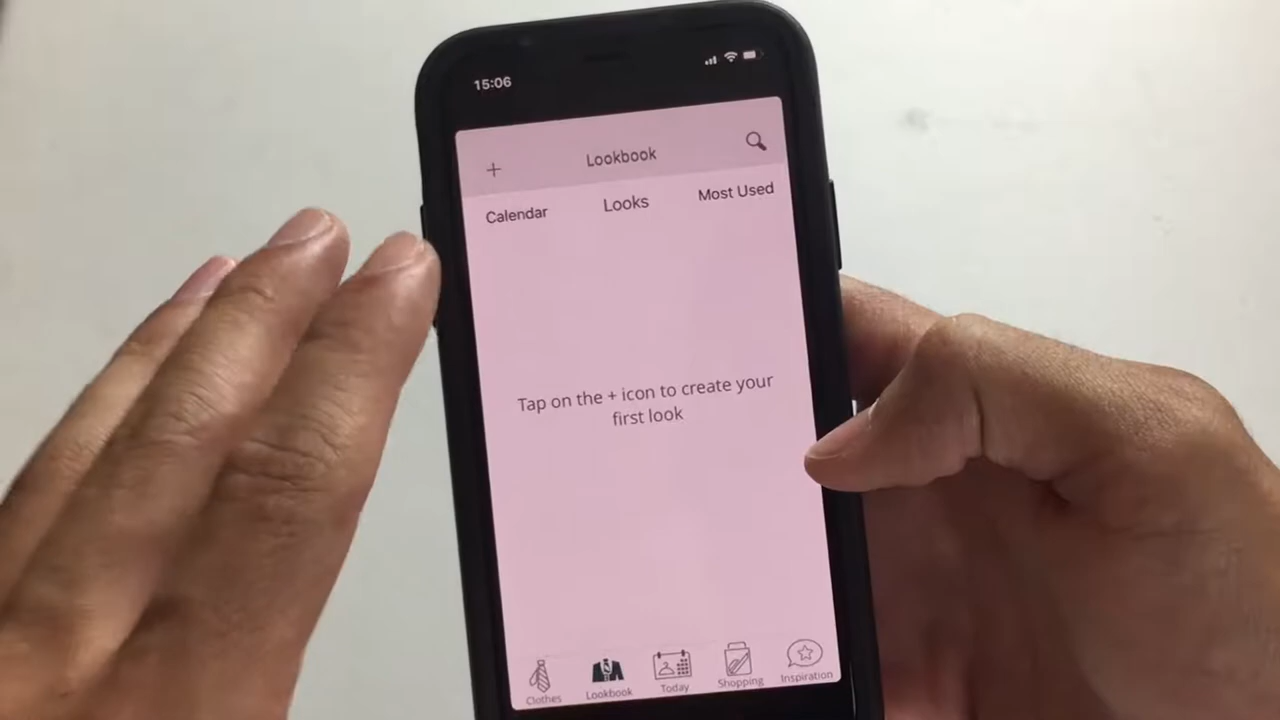 15:06
+ Lookbook
Calendar Looks Most Used
Tap on the + icon to create your
first look
Clothes Lookbook Today Shopping Inspiration